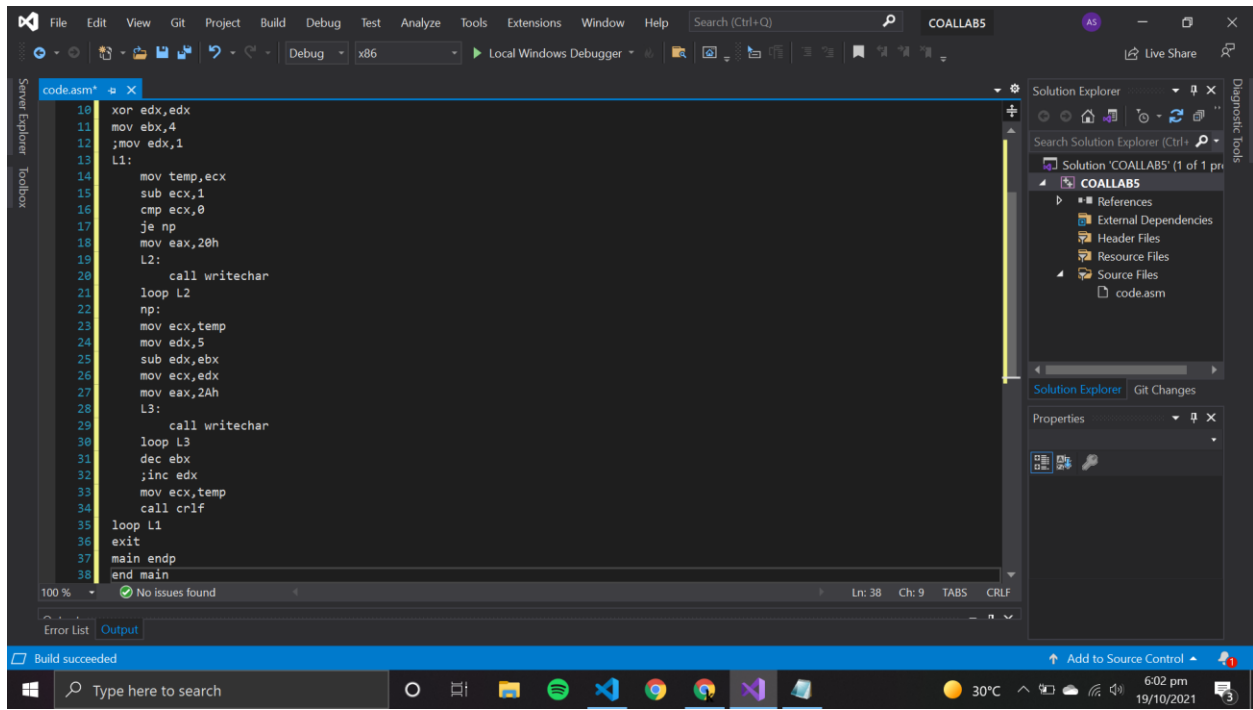 File Edit View Git Project Build Debug Test Analyze Tools Extensions Window Help Search (Ctrl+Q) COALLAB5 AS
Debug x86 Local Windows Debugger Live Share
Server Explorer
Toolbox
code.asm*
10 xor edx,edx
11 mov ebx,4
12 ;mov edx,1
13 L1:
14 mov temp,ecx
15 sub ecx,1
16 cmp ecx,0
17 je np
18 mov eax,20h
19 L2:
20 call writechar
21 loop L2
22 np:
23 mov ecx,temp
24 mov edx,5
25 sub edx,ebx
26 mov ecx,edx
27 mov eax,2Ah
28 L3:
29 call writechar
30 loop L3
31 dec ebx
32 ;inc edx
33 mov ecx,temp
34 call crlf
35 loop L1
36 exit
37 main endp
38 end main
100 % No issues found Ln: 38 Ch: 9 TABS CRLF
Error List Output
Solution Explorer
Search Solution Explorer (Ctrl+
Solution 'COALLAB5' (1 of 1 pr
COALLAB5
References
External Dependencies
Header Files
Resource Files
Source Files
code.asm
Solution Explorer Git Changes
Properties
Diagnostic Tools
Build succeeded Add to Source Control 1
Type here to search 30°C 6:02 pm
19/10/2021 3